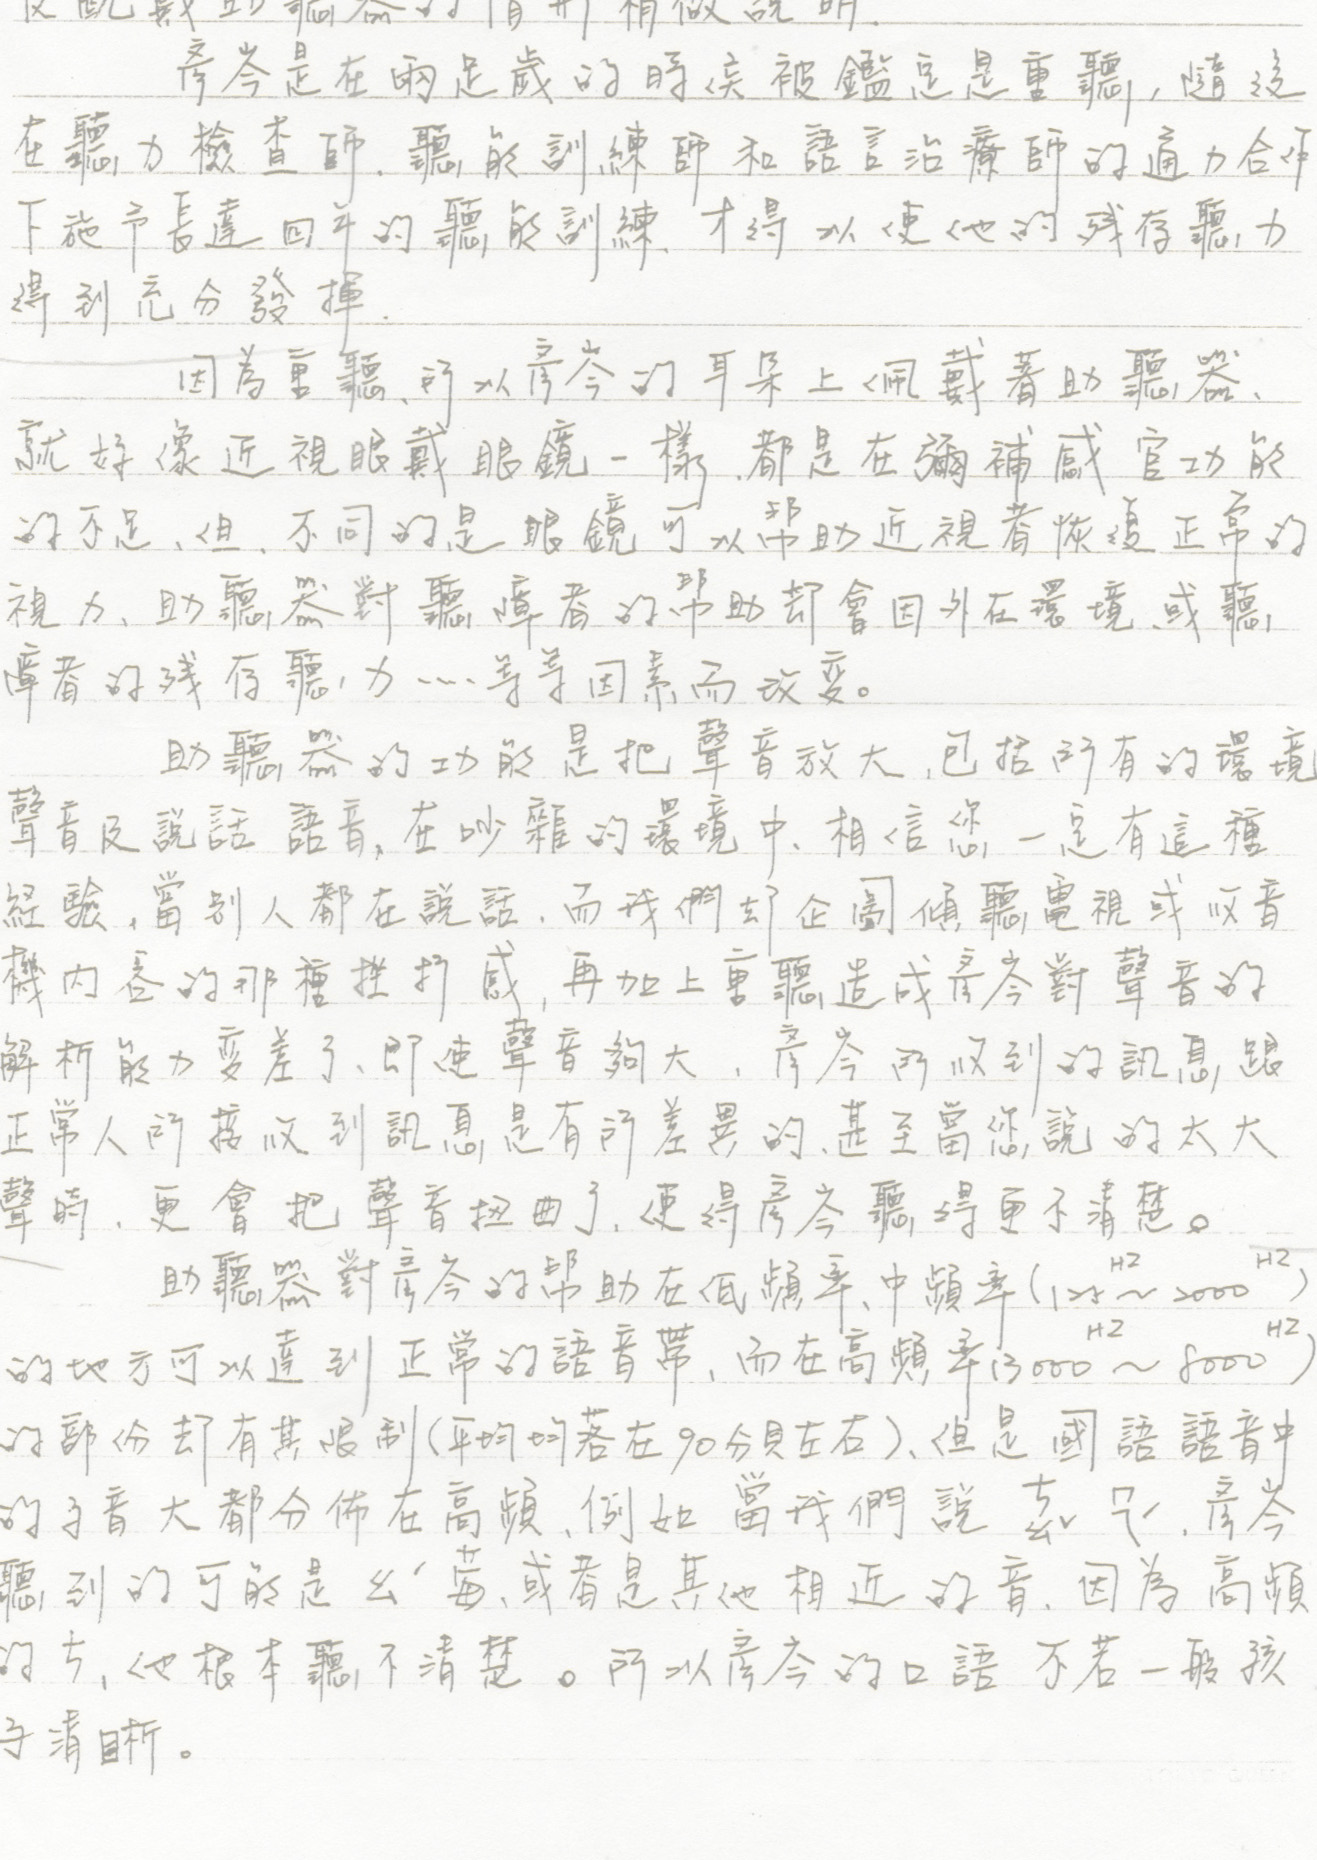 及配戴助聽器的情形稍做說明.
彥岑是在兩足歲的時候被鑑定是重聽,隨後
在聽力檢查師.聽能訓練師和語言治療師的通力合作
下施予長達四年的聽能訓練.才得以使他的殘存聽力
得到充分發揮.
因為重聽、所以彥岑的耳朵上佩戴著助聽器、
就好像近視眼戴眼鏡一樣.都是在彌補感官功能
的不足、但、不同的是眼鏡可以幫助近視者恢復正常的
視力、助聽器對聽障者的幫助却會因外在環境、或聽
障者的殘存聽力....等等因素而改變。
助聽器的功能是把聲音放大、包括所有的環境
聲音及說話語音,在吵雜的環境中、相信您一定有這種
經驗,當別人都在說話、而我們却企圖傾聽電視或收音
機內容的那種挫折感,再加上重聽造成彥岑對聲音的
解析能力變差了、即使聲音夠大、彥岑所收到的訊息跟
正常人所接收到訊息是有所差異的、甚至當您說的太大
聲時、更會把聲音扭曲了、使得彥岑聽得更不清楚。
助聽器對彥岑的幫助在低頻率、中頻率(125HZ～2000HZ)
的地方可以達到正常的語音帶、而在高頻率(3000HZ～8000HZ)
的部份却有其限制(平均均落在90分貝左右)、但是國語語音中
的子音大都分佈在高頻、例如當我們說ㄘㄠˇㄇㄟˊ,彥岑
聽到的可能是ㄠˊ莓、或者是其他相近的音、因為高頻
的ㄘ,他根本聽不清楚。所以彥岑的口語不若一般孩
子清晰。